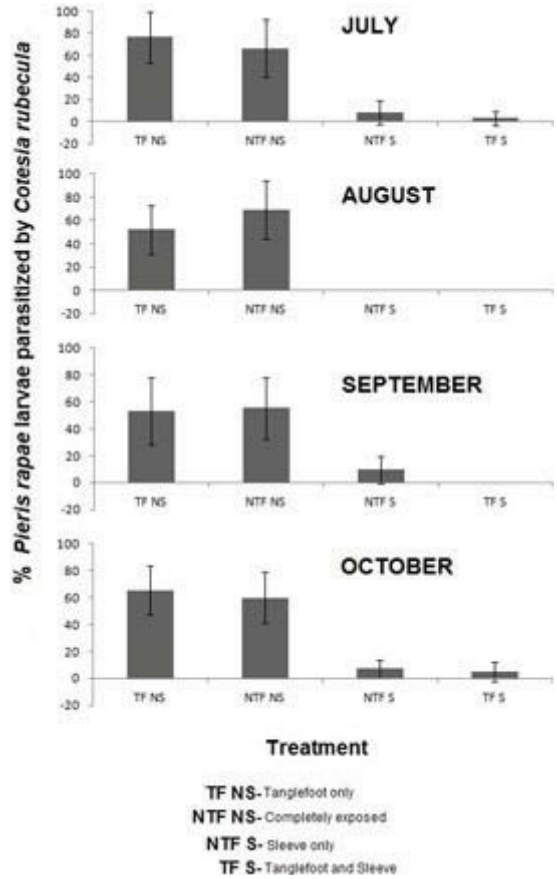 % Pieris rapae larvae parasitized by Cotesia rubecula
JULY
100
80
60
40
20
0
-20
TF NS
NTF NS
NTF S
TF S
AUGUST
100
80
60
40
20
0
-20
TF NS
NTF NS
NTF S
TF S
SEPTEMBER
100
80
60
40
20
0
-20
TF NS
NTF NS
NTF S
TF S
OCTOBER
100
80
60
40
20
0
-20
TF NS
NTF NS
NTF S
TF S
Treatment
TF NS- Tanglefoot only
NTF NS- Completely exposed
NTF S- Sleeve only
TF S- Tanglefoot and Sleeve